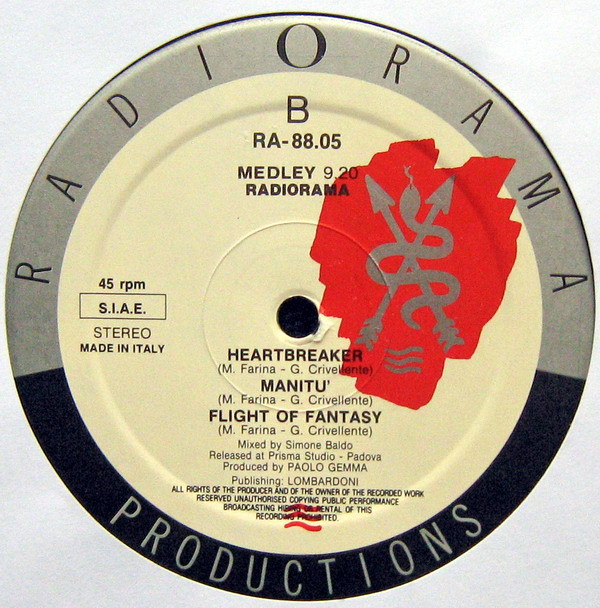 RADIORAMA
B
RA-88.05
MEDLEY 9.20
RADIORAMA
45 rpm
S.I.A.E.
STEREO
MADE IN ITALY
HEARTBREAKER
(M. Farina - G. Crivellente)
MANITU'
(M. Farina - G. Crivellente)
FLIGHT OF FANTASY
(M. Farina - G. Crivellente)
Mixed by Simone Baldo
Released at Prisma Studio - Padova
Produced by PAOLO GEMMA
Publishing: LOMBARDONI
ALL RIGHTS OF THE PRODUCER AND OF THE OWNER OF THE RECORDED WORK
RESERVED UNAUTHORISED COPYING PUBLIC PERFORMANCE
BROADCASTING HIRING OR RENTAL OF THIS
RECORDING PROHIBITED.
PRODUCTIONS